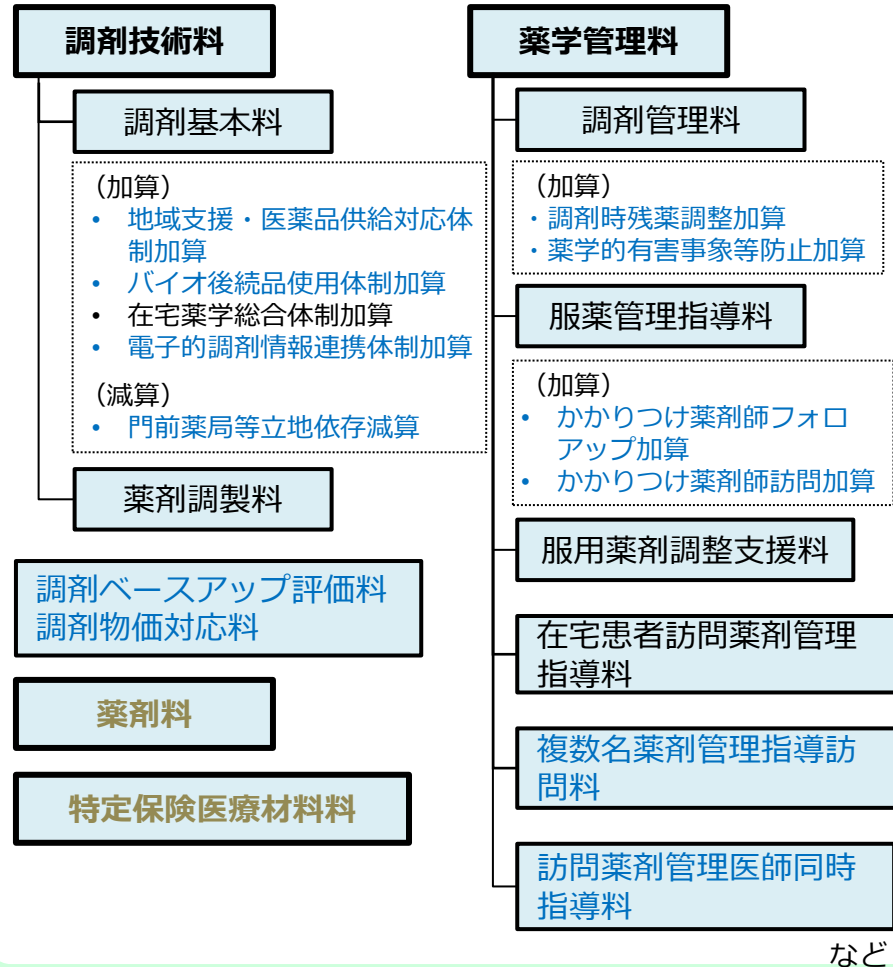 調剤技術料
調剤基本料
（加算）
• 地域支援・医薬品供給対応体
制加算
• バイオ後続品使用体制加算
• 在宅薬学総合体制加算
• 電子的調剤情報連携体制加算
（減算）
• 門前薬局等立地依存減算
薬剤調製料
調剤ベースアップ評価料
調剤物価対応料
薬剤料
特定保険医療材料料
薬学管理料
調剤管理料
（加算）
・調剤時残薬調整加算
・薬学的有害事象等防止加算
服薬管理指導料
（加算）
• かかりつけ薬剤師フォロ
アップ加算
• かかりつけ薬剤師訪問加算
服用薬剤調整支援料
在宅患者訪問薬剤管理
指導料
複数名薬剤管理指導訪
問料
訪問薬剤管理医師同時
指導料
など